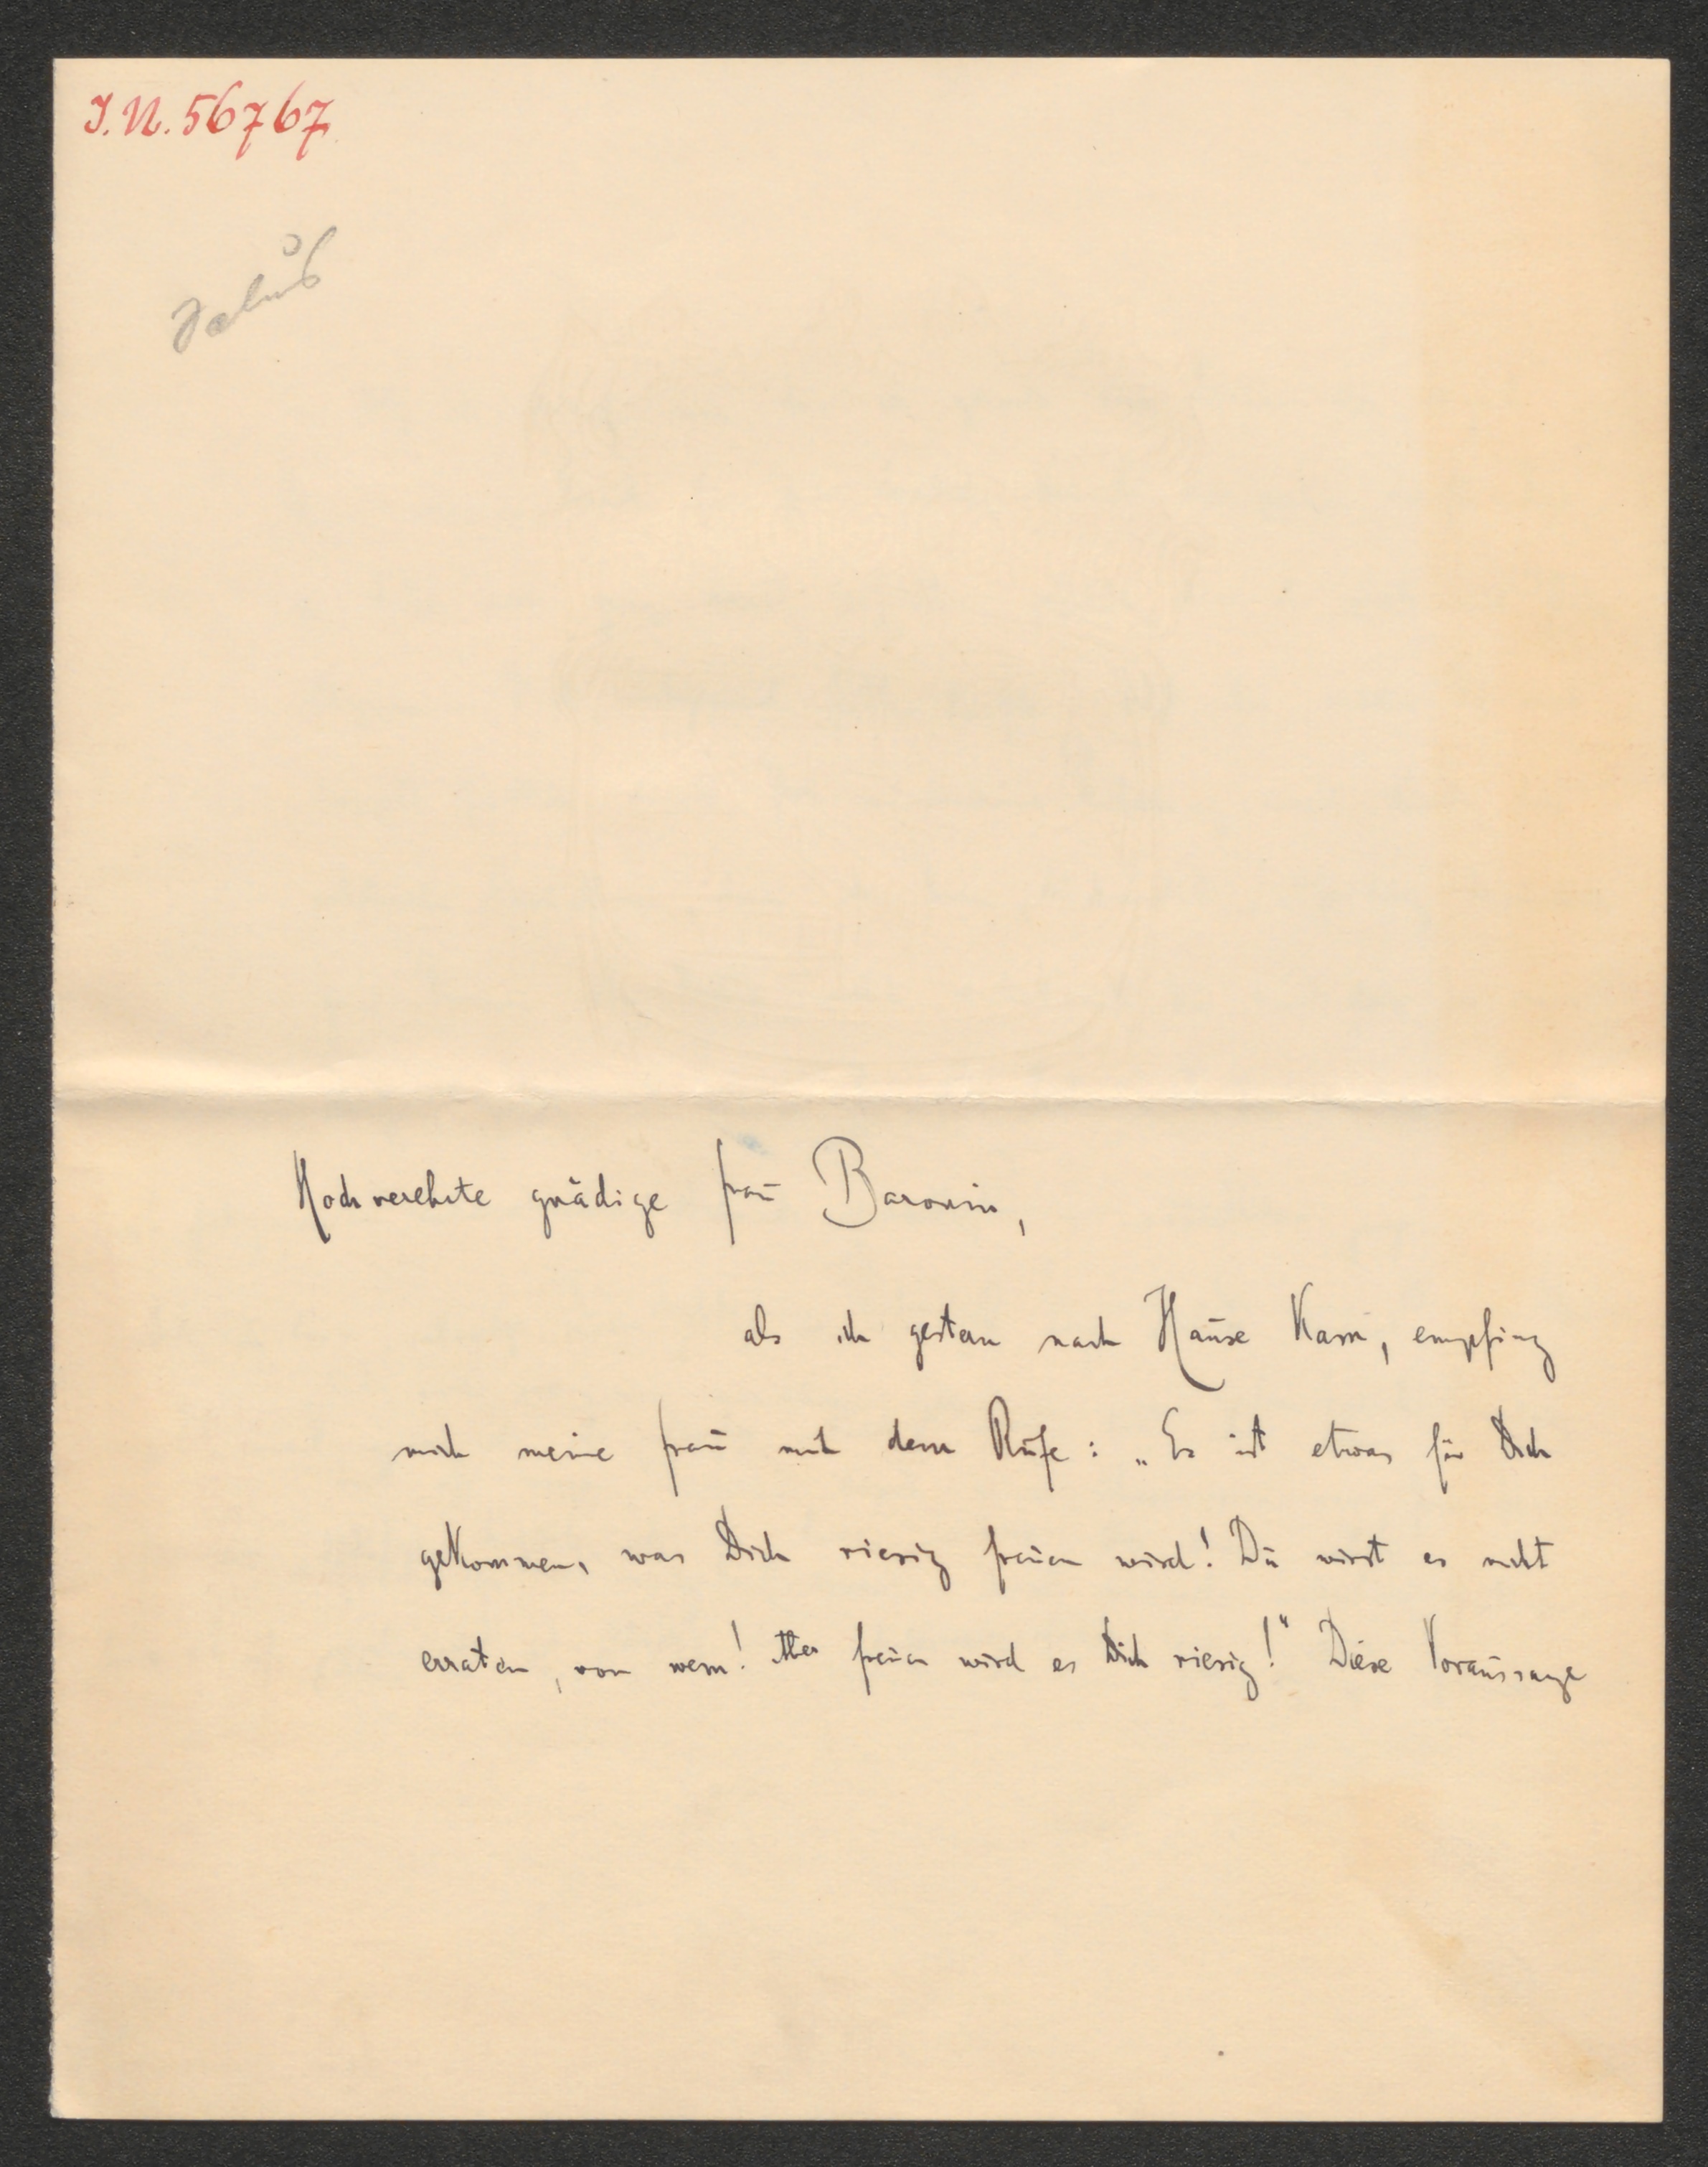 I.N. 56767
Hochverehrte gnädige Frau Baronin,
als ich gestern nach Hause kam, empfing
mich meine Frau mit dem Rufe: „Es ist etwas für Dich
gekommen, was Dich riesig freuen wird! Du wirst es nicht
erraten, von wem! Aber freuen wird es Dich riesig!“ Diese Voraussage